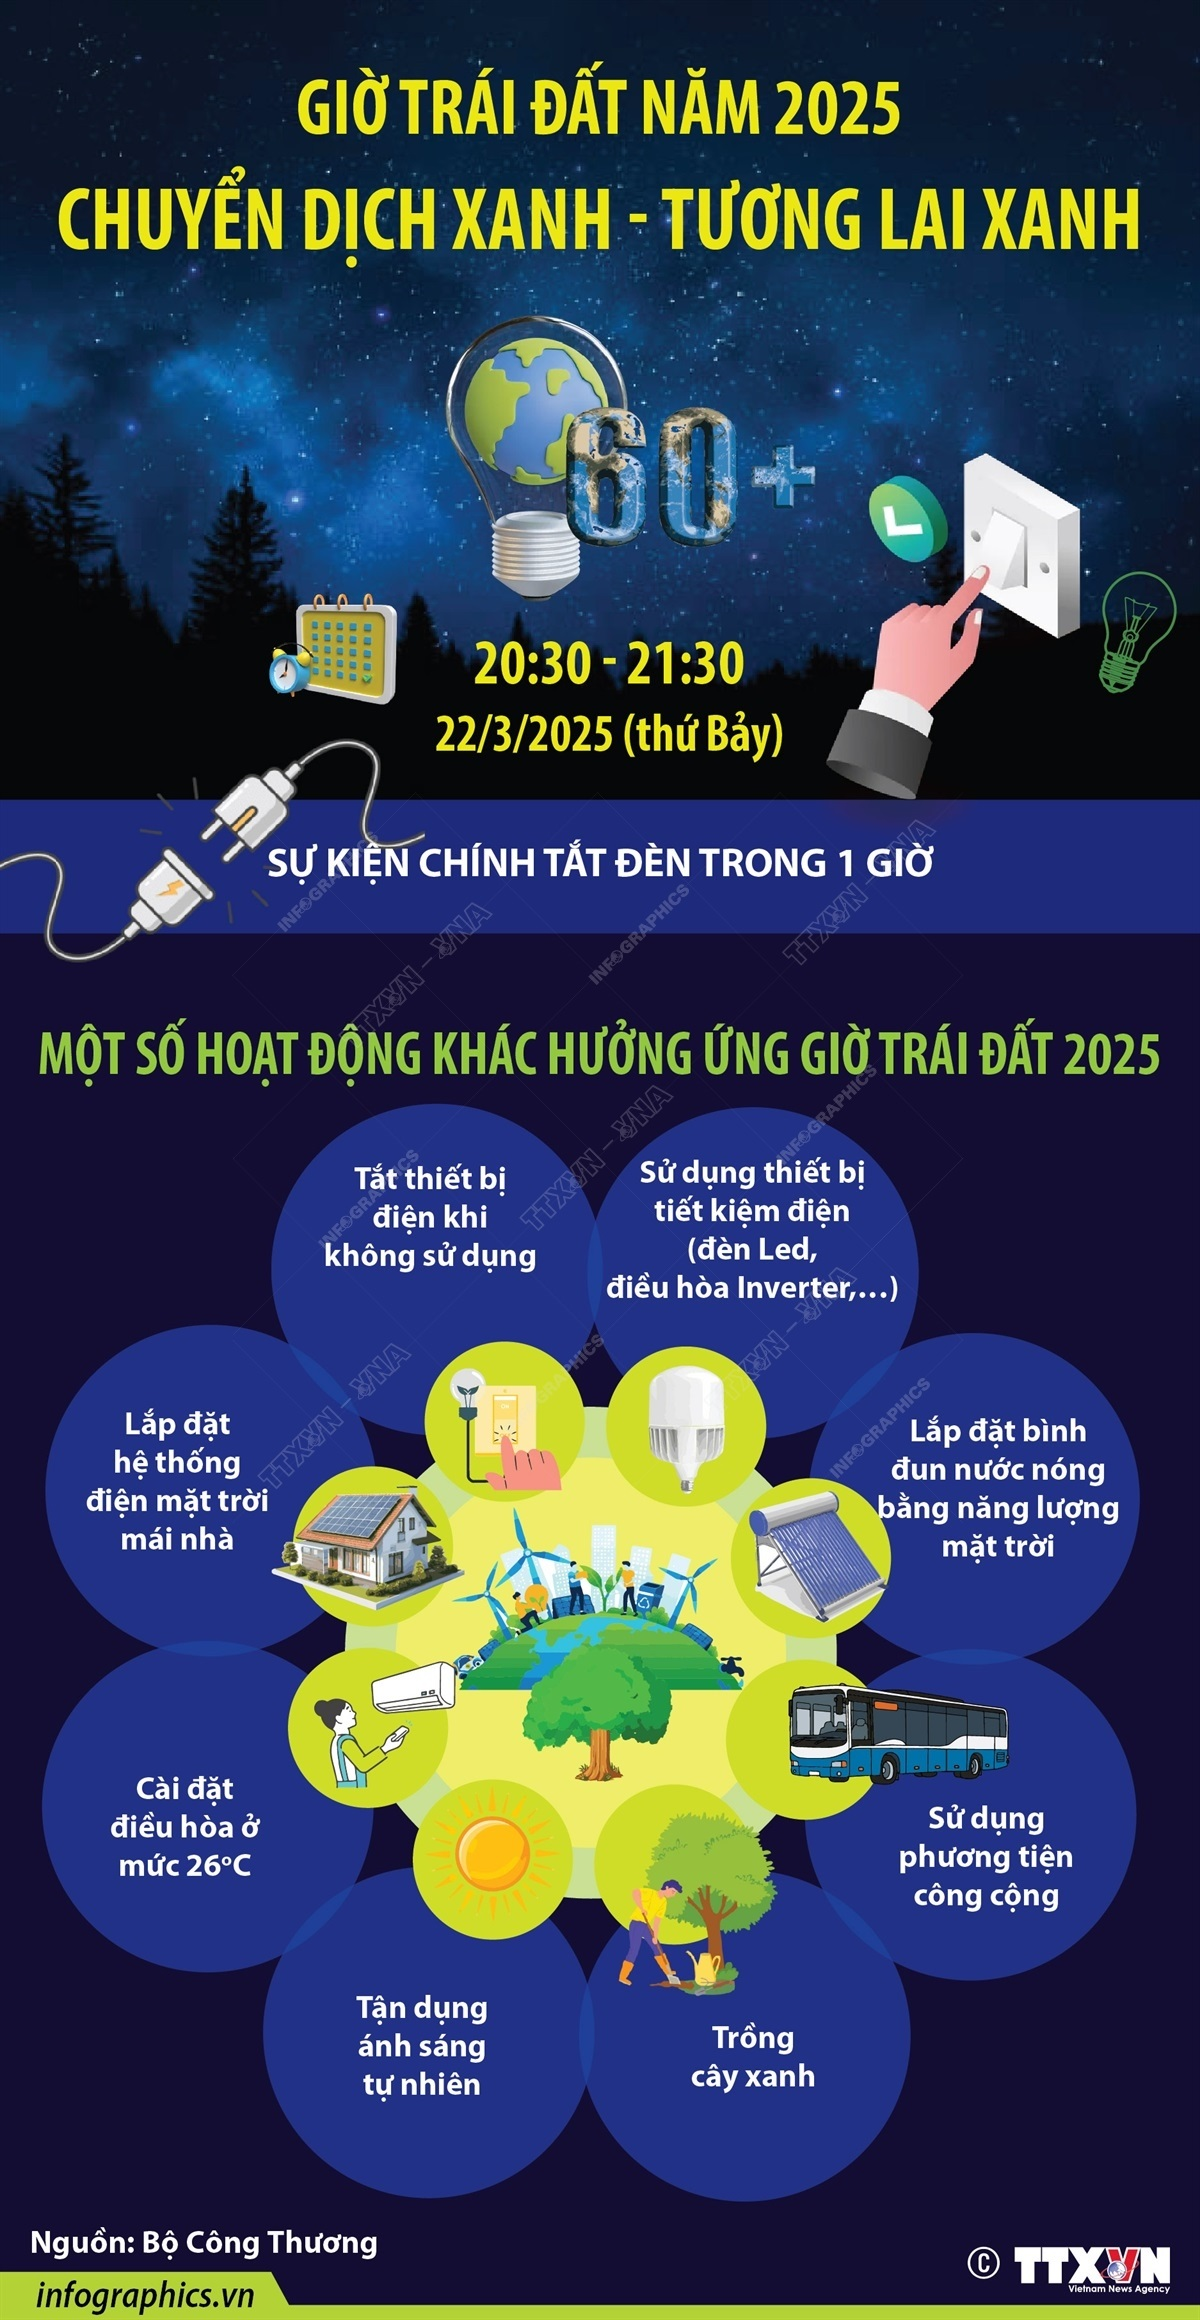 GIỜ TRÁI ĐẤT NĂM 2025
CHUYỂN DỊCH XANH - TƯƠNG LAI XANH
60+
20:30 - 21:30
22/3/2025 (thứ Bảy)
SỰ KIỆN CHÍNH TẮT ĐÈN TRONG 1 GIỜ
MỘT SỐ HOẠT ĐỘNG KHÁC HƯỞNG ỨNG GIỜ TRÁI ĐẤT 2025
Tắt thiết bị
điện khi
không sử dụng
Sử dụng thiết bị
tiết kiệm điện
(đèn Led,
điều hòa Inverter,...)
Lắp đặt
hệ thống
điện mặt trời
mái nhà
Lắp đặt bình
đun nước nóng
bằng năng lượng
mặt trời
Cài đặt
điều hòa ở
mức 26°C
Sử dụng
phương tiện
công cộng
Tận dụng
ánh sáng
tự nhiên
Trồng
cây xanh
Nguồn: Bộ Công Thương
infographics.vn
© TTXVN
Vietnam News Agency